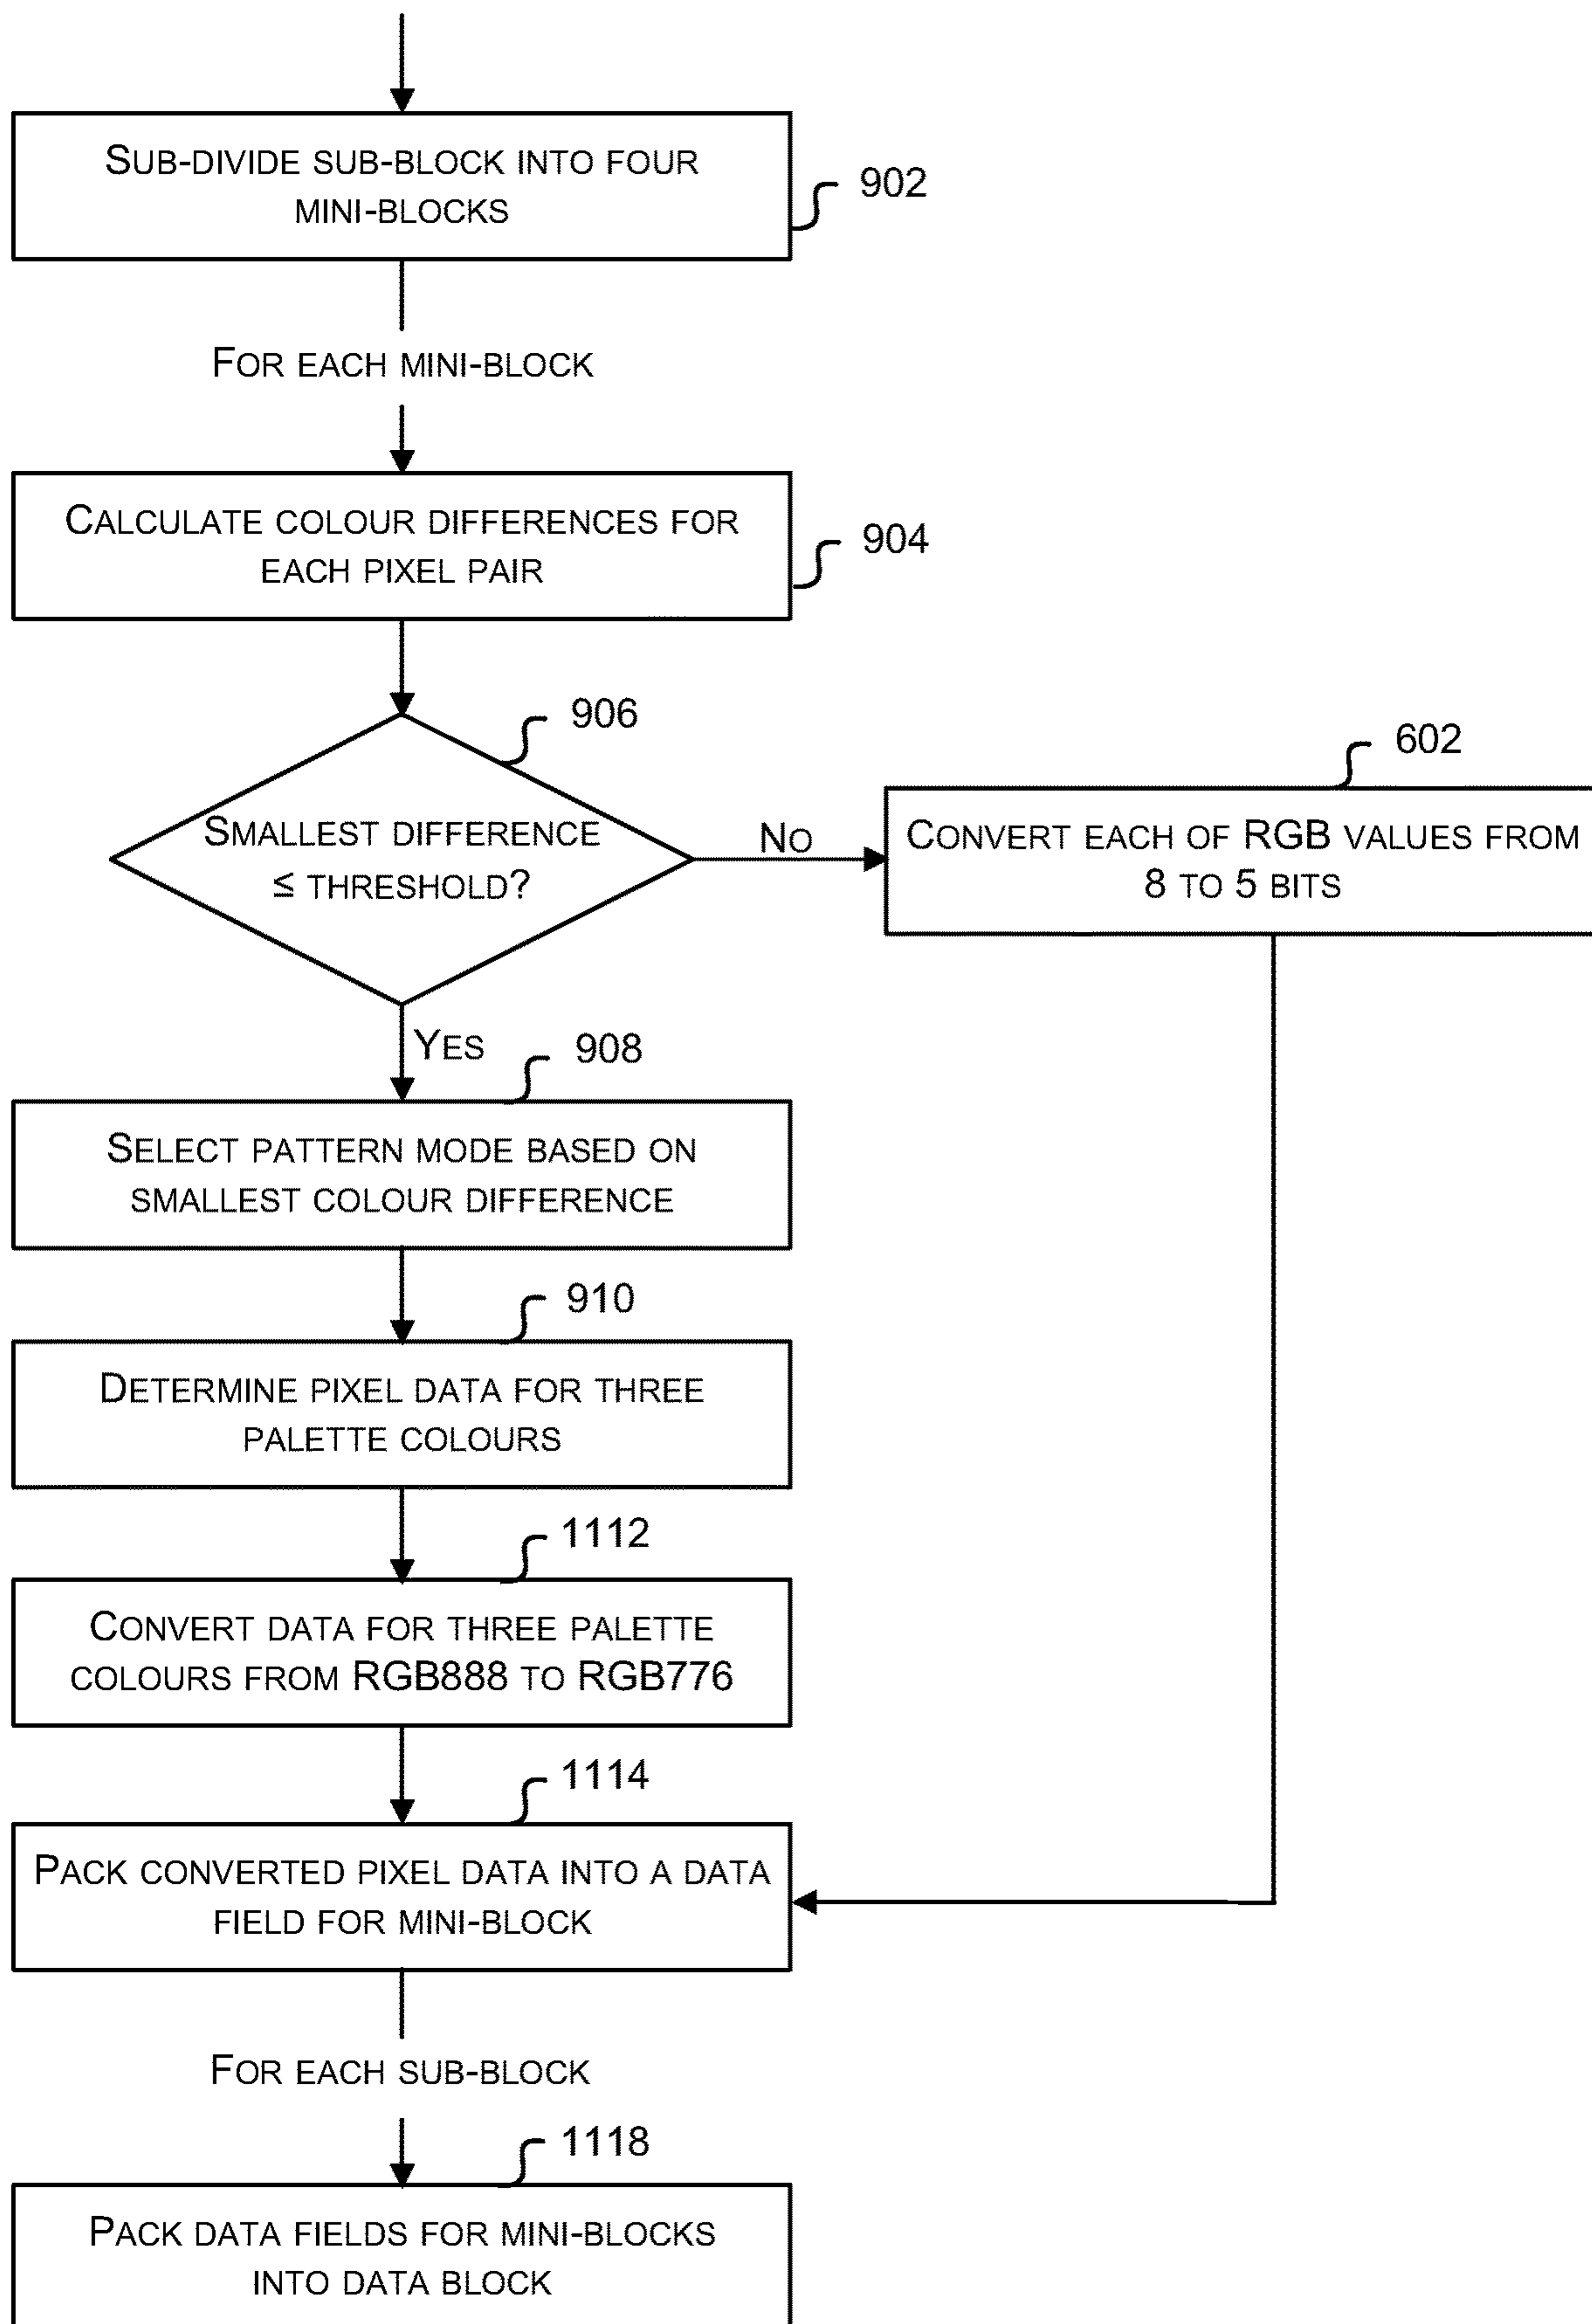 SUB-DIVIDE SUB-BLOCK INTO FOUR
MINI-BLOCKS
902
FOR EACH MINI-BLOCK
CALCULATE COLOUR DIFFERENCES FOR
EACH PIXEL PAIR
904
906
SMALLEST DIFFERENCE
≤ THRESHOLD?
NO
602
CONVERT EACH OF RGB VALUES FROM
8 TO 5 BITS
YES
908
SELECT PATTERN MODE BASED ON
SMALLEST COLOUR DIFFERENCE
910
DETERMINE PIXEL DATA FOR THREE
PALETTE COLOURS
1112
CONVERT DATA FOR THREE PALETTE
COLOURS FROM RGB888 TO RGB776
1114
PACK CONVERTED PIXEL DATA INTO A DATA
FIELD FOR MINI-BLOCK
FOR EACH SUB-BLOCK
1118
PACK DATA FIELDS FOR MINI-BLOCKS
INTO DATA BLOCK